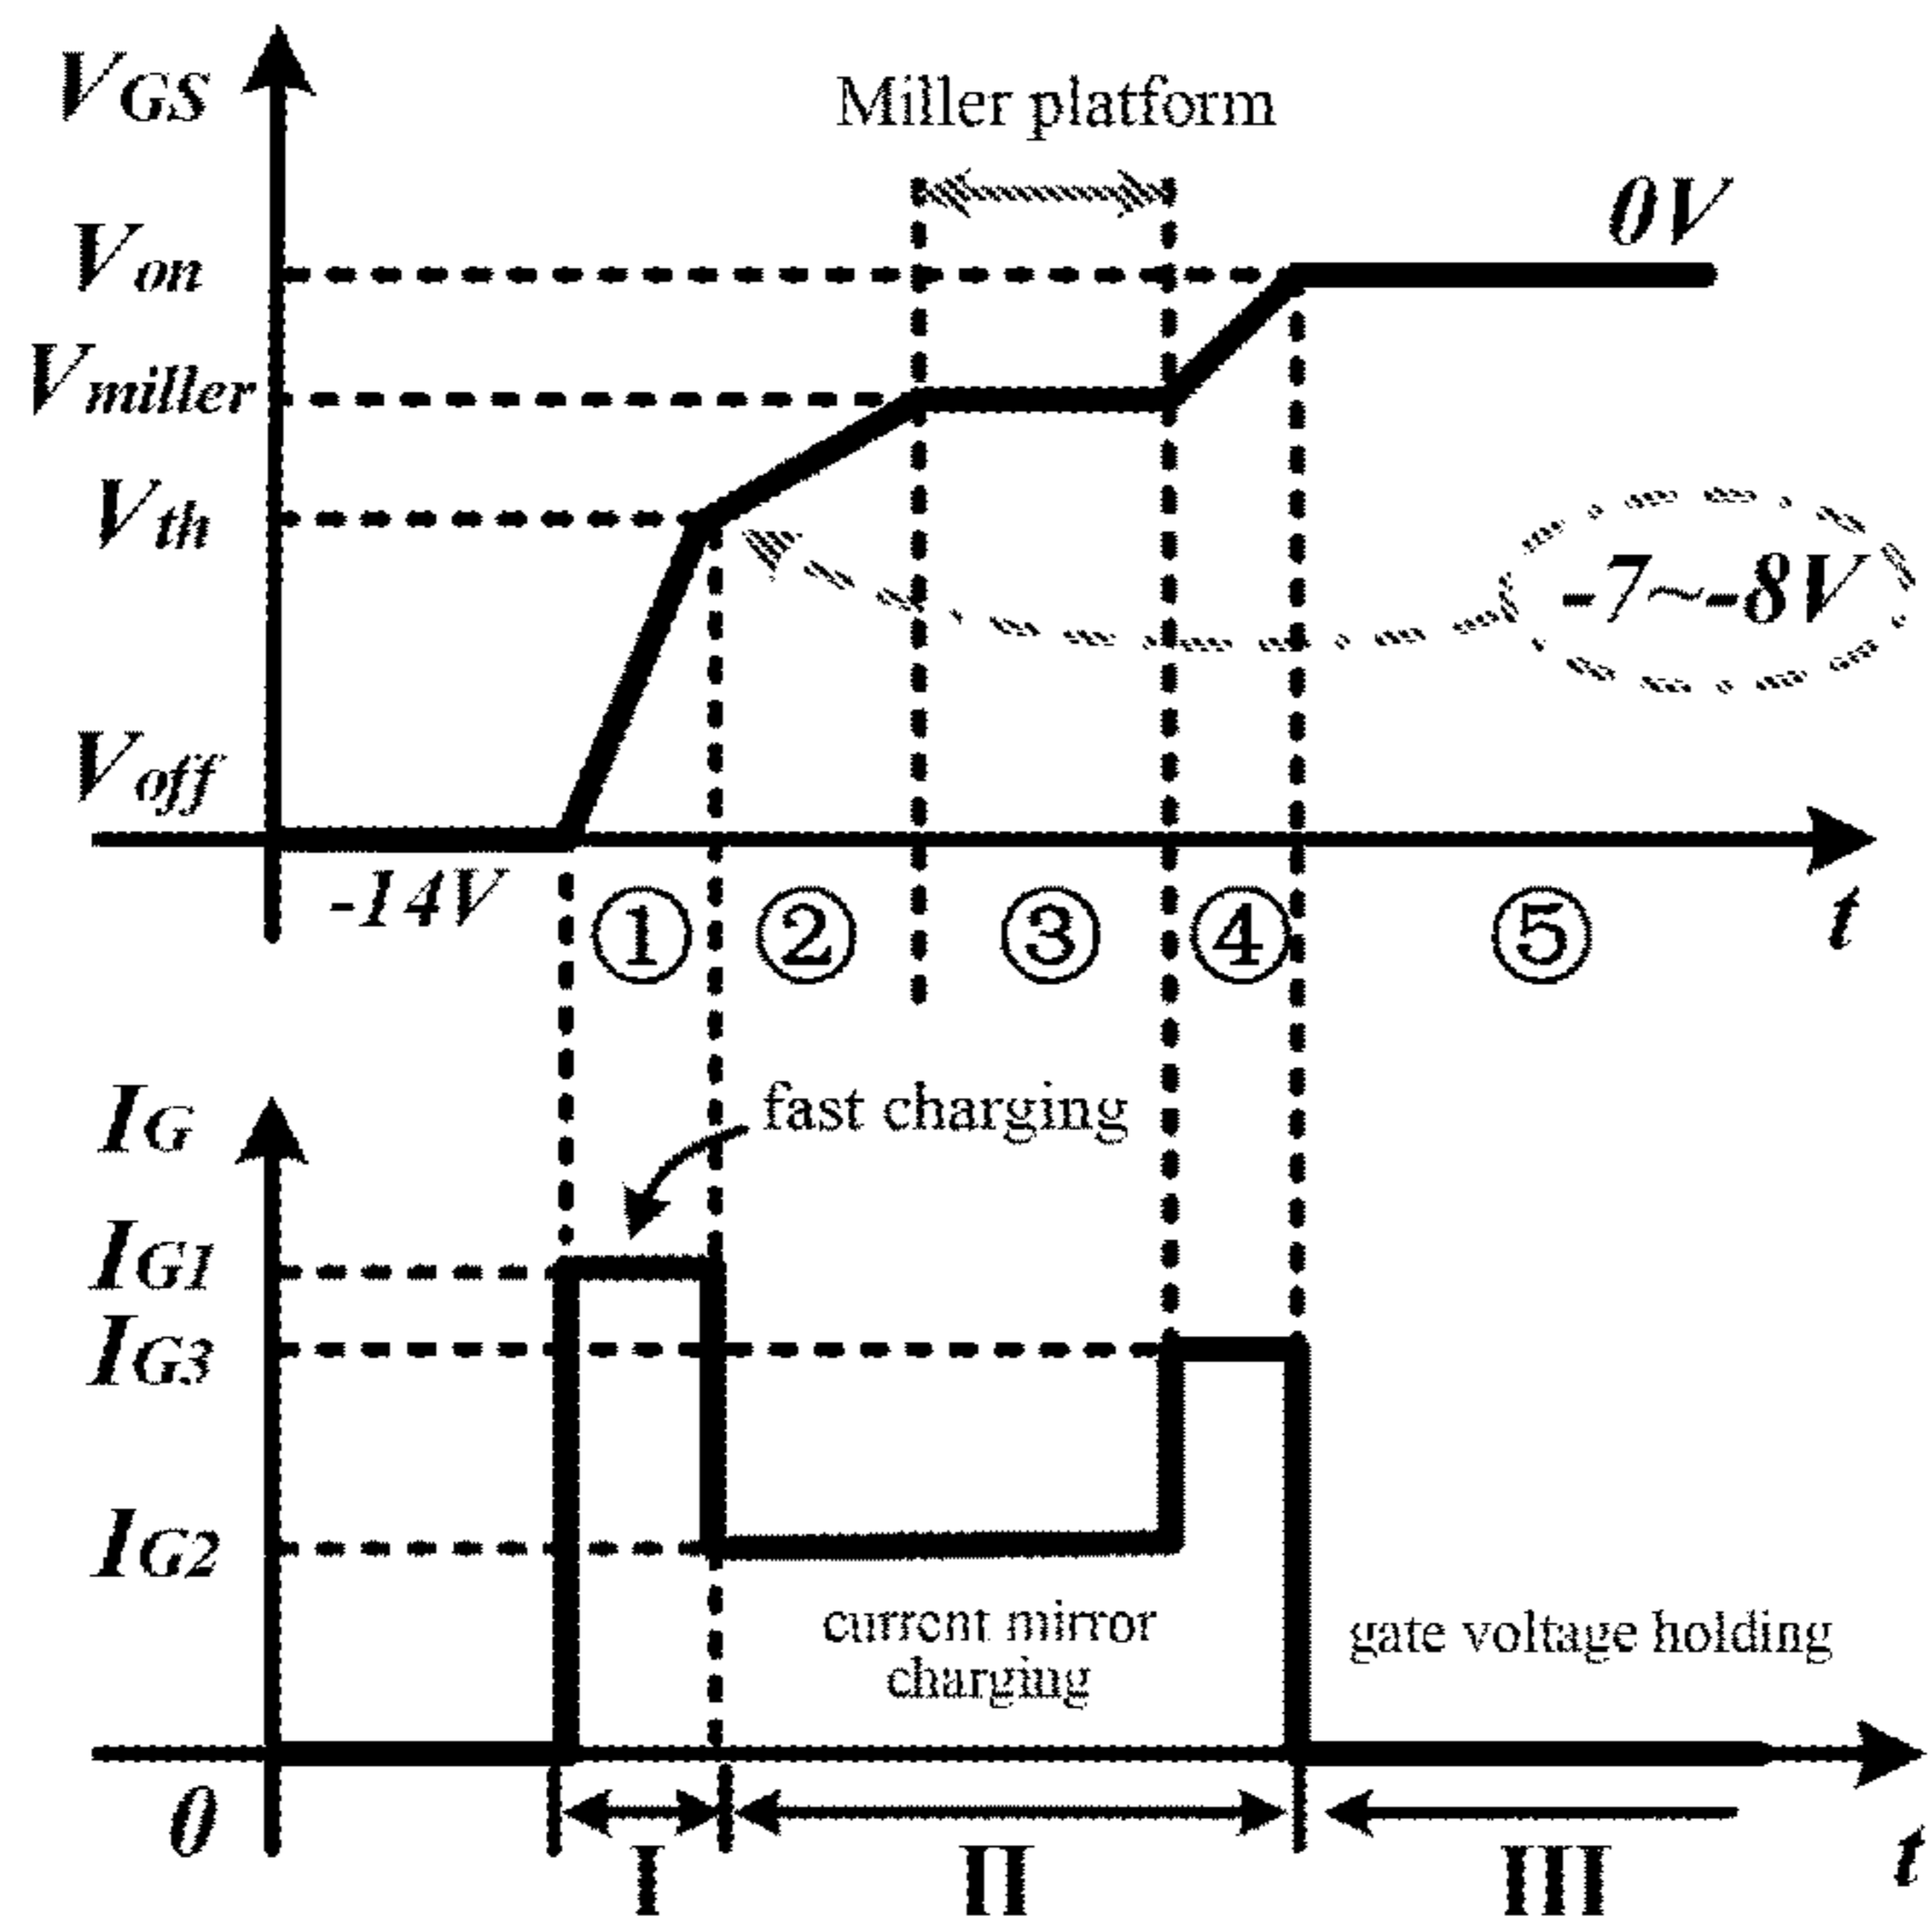 VGS
Miller platform
0V
Von
Vmiller
Vth
-7~-8V
Voff
-14V
① ② ③ ④ ⑤
t
IG
fast charging
IG1
IG3
IG2
current mirror
charging
gate voltage holding
0
t
I II III